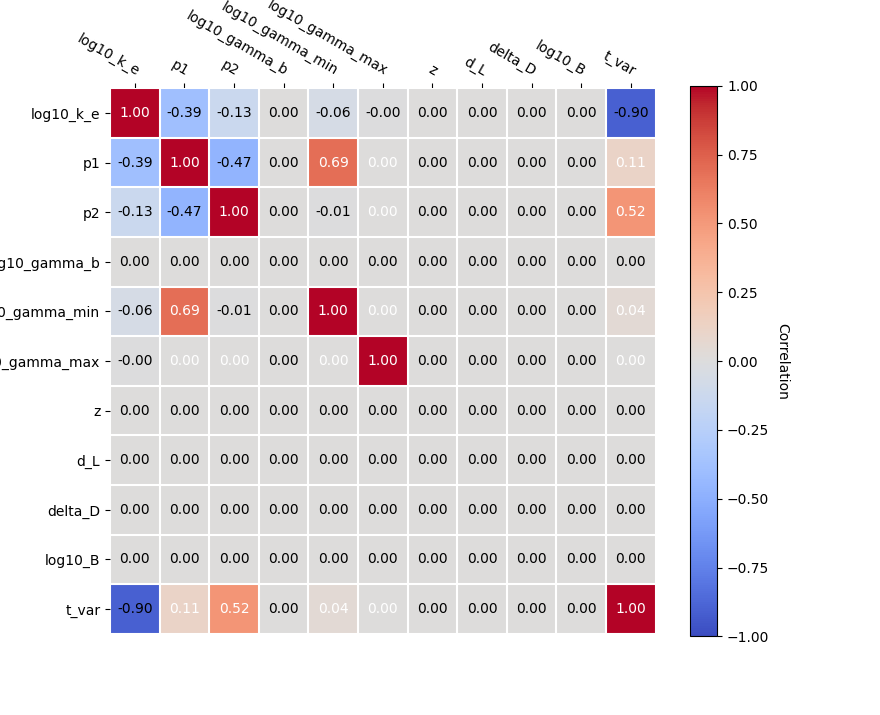 log10_k_e p1 p2 log10_gamma_b log10_gamma_min log10_gamma_max z d_L delta_D log10_B t_var
log10_k_e 1.00 -0.39 -0.13 0.00 -0.06 -0.00 0.00 0.00 0.00 0.00 -0.90
p1 -0.39 1.00 -0.47 0.00 0.69 0.00 0.00 0.00 0.00 0.00 0.11
p2 -0.13 -0.47 1.00 0.00 -0.01 0.00 0.00 0.00 0.00 0.00 0.52
g10_gamma_b 0.00 0.00 0.00 0.00 0.00 0.00 0.00 0.00 0.00 0.00 0.00
0_gamma_min -0.06 0.69 -0.01 0.00 1.00 0.00 0.00 0.00 0.00 0.00 0.04
0_gamma_max -0.00 0.00 0.00 0.00 0.00 1.00 0.00 0.00 0.00 0.00 0.00
z 0.00 0.00 0.00 0.00 0.00 0.00 0.00 0.00 0.00 0.00 0.00
d_L 0.00 0.00 0.00 0.00 0.00 0.00 0.00 0.00 0.00 0.00 0.00
delta_D 0.00 0.00 0.00 0.00 0.00 0.00 0.00 0.00 0.00 0.00 0.00
log10_B 0.00 0.00 0.00 0.00 0.00 0.00 0.00 0.00 0.00 0.00 0.00
t_var -0.90 0.11 0.52 0.00 0.04 0.00 0.00 0.00 0.00 0.00 1.00
1.00
0.75
0.50
0.25
0.00
−0.25
−0.50
−0.75
−1.00
Correlation